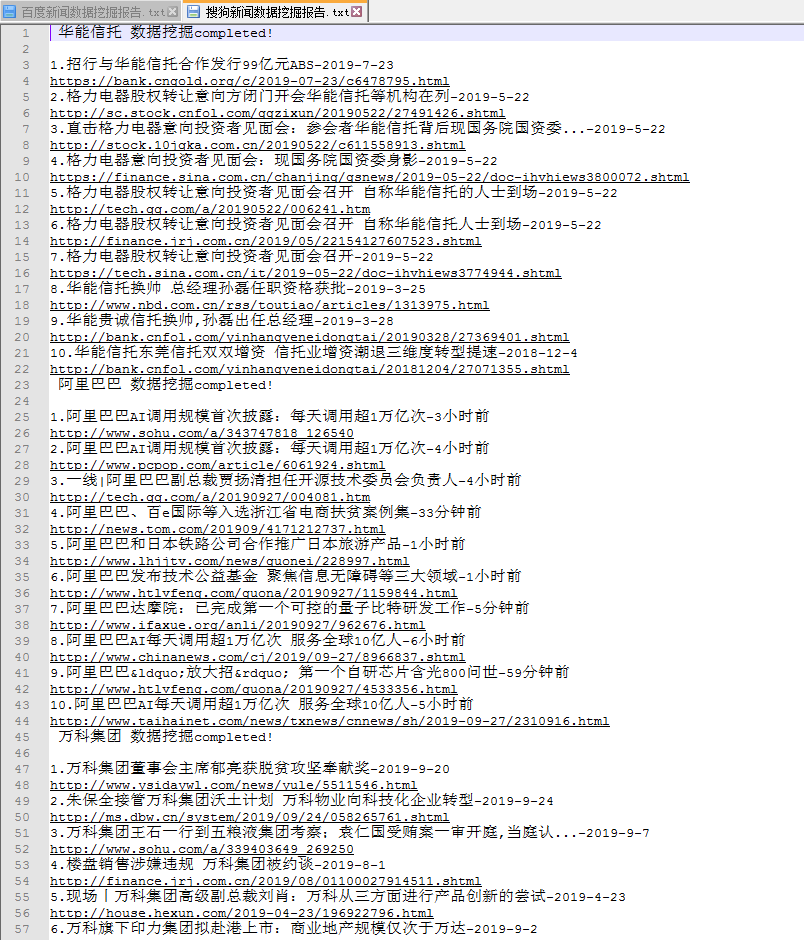 百度新闻数据挖掘报告.txt 搜狗新闻数据挖掘报告.txt
1 华能信托 数据挖掘completed!
2
3 1.招行与华能信托合作发行99亿元ABS-2019-7-23
4 https://bank.cngold.org/c/2019-07-23/c6478795.html
5 2.格力电器股权转让意向方闭门开会华能信托等机构在列-2019-5-22
6 http://sc.stock.cnfol.com/ggzixun/20190522/27491426.shtml
7 3.直击格力电器意向投资者见面会：参会者华能信托背后现国务院国资委...-2019-5-22
8 http://stock.10jqka.com.cn/20190522/c611558913.shtml
9 4.格力电器意向投资者见面会：现国务院国资委身影-2019-5-22
10 https://finance.sina.com.cn/chanjing/gsnews/2019-05-22/doc-ihvhiews3800072.shtml
11 5.格力电器股权转让意向投资者见面会召开 自称华能信托的人士到场-2019-5-22
12 http://tech.qq.com/a/20190522/006241.htm
13 6.格力电器股权转让意向投资者见面会召开 自称华能信托人士到场-2019-5-22
14 http://finance.jrj.com.cn/2019/05/22154127607523.shtml
15 7.格力电器股权转让意向投资者见面会召开-2019-5-22
16 https://tech.sina.com.cn/it/2019-05-22/doc-ihvhiews3774944.shtml
17 8.华能信托换帅 总经理孙磊任职资格获批-2019-3-25
18 http://www.nbd.com.cn/rss/toutiao/articles/1313975.html
19 9.华能贵诚信托换帅,孙磊出任总经理-2019-3-28
20 http://bank.cnfol.com/yinhangyeneidongtai/20190328/27369401.shtml
21 10.华能信托东莞信托双双增资 信托业增资潮退三维度转型提速-2018-12-4
22 http://bank.cnfol.com/yinhangyeneidongtai/20181204/27071355.shtml
23 阿里巴巴 数据挖掘completed!
24
25 1.阿里巴巴AI调用规模首次披露：每天调用超1万亿次-3小时前
26 http://www.sohu.com/a/343747818_126540
27 2.阿里巴巴AI调用规模首次披露：每天调用超1万亿次-4小时前
28 http://www.pcpop.com/article/6061924.shtml
29 3.一线|阿里巴巴副总裁贾扬清担任开源技术委员会负责人-4小时前
30 http://tech.qq.com/a/20190927/004081.htm
31 4.阿里巴巴、百e国际等入选浙江省电商扶贫案例集-33分钟前
32 http://news.tom.com/201909/4171212737.html
33 5.阿里巴巴和日本铁路公司合作推广日本旅游产品-1小时前
34 http://www.lhjjtv.com/news/guonei/228997.html
35 6.阿里巴巴发布技术公益基金 聚焦信息无障碍等三大领域-1小时前
36 http://www.htlvfeng.com/guona/20190927/1159844.html
37 7.阿里巴巴达摩院：已完成第一个可控的量子比特研发工作-5分钟前
38 http://www.ifaxue.org/anli/20190927/962676.html
39 8.阿里巴巴AI每天调用超1万亿次 服务全球10亿人-6小时前
40 http://www.chinanews.com/cj/2019/09-27/8966837.shtml
41 9.阿里巴巴&ldquo;放大招&rdquo; 第一个自研芯片含光800问世-59分钟前
42 http://www.htlvfeng.com/guona/20190927/4533356.html
43 10.阿里巴巴AI每天调用超1万亿次 服务全球10亿人-5小时前
44 http://www.taihainet.com/news/txnews/cnnews/sh/2019-09-27/2310916.html
45 万科集团 数据挖掘completed!
46
47 1.万科集团董事会主席郁亮获脱贫攻坚奉献奖-2019-9-20
48 http://www.ysidaywl.com/news/yule/5511546.html
49 2.朱保全接管万科集团沃土计划 万科物业向科技化企业转型-2019-9-24
50 http://ms.dbw.cn/system/2019/09/24/058265761.shtml
51 3.万科集团王石一行到五粮液集团考察；袁仁国受贿案一审开庭,当庭认...-2019-9-7
52 http://www.sohu.com/a/339403649_269250
53 4.楼盘销售涉嫌违规 万科集团被约谈-2019-8-1
54 http://finance.jrj.com.cn/2019/08/01100027914511.shtml
55 5.现场丨万科集团高级副总裁刘肖：万科从三方面进行产品创新的尝试-2019-4-23
56 http://house.hexun.com/2019-04-23/196922796.html
57 6.万科旗下印力集团拟赴港上市：商业地产规模仅次于万达-2019-9-2